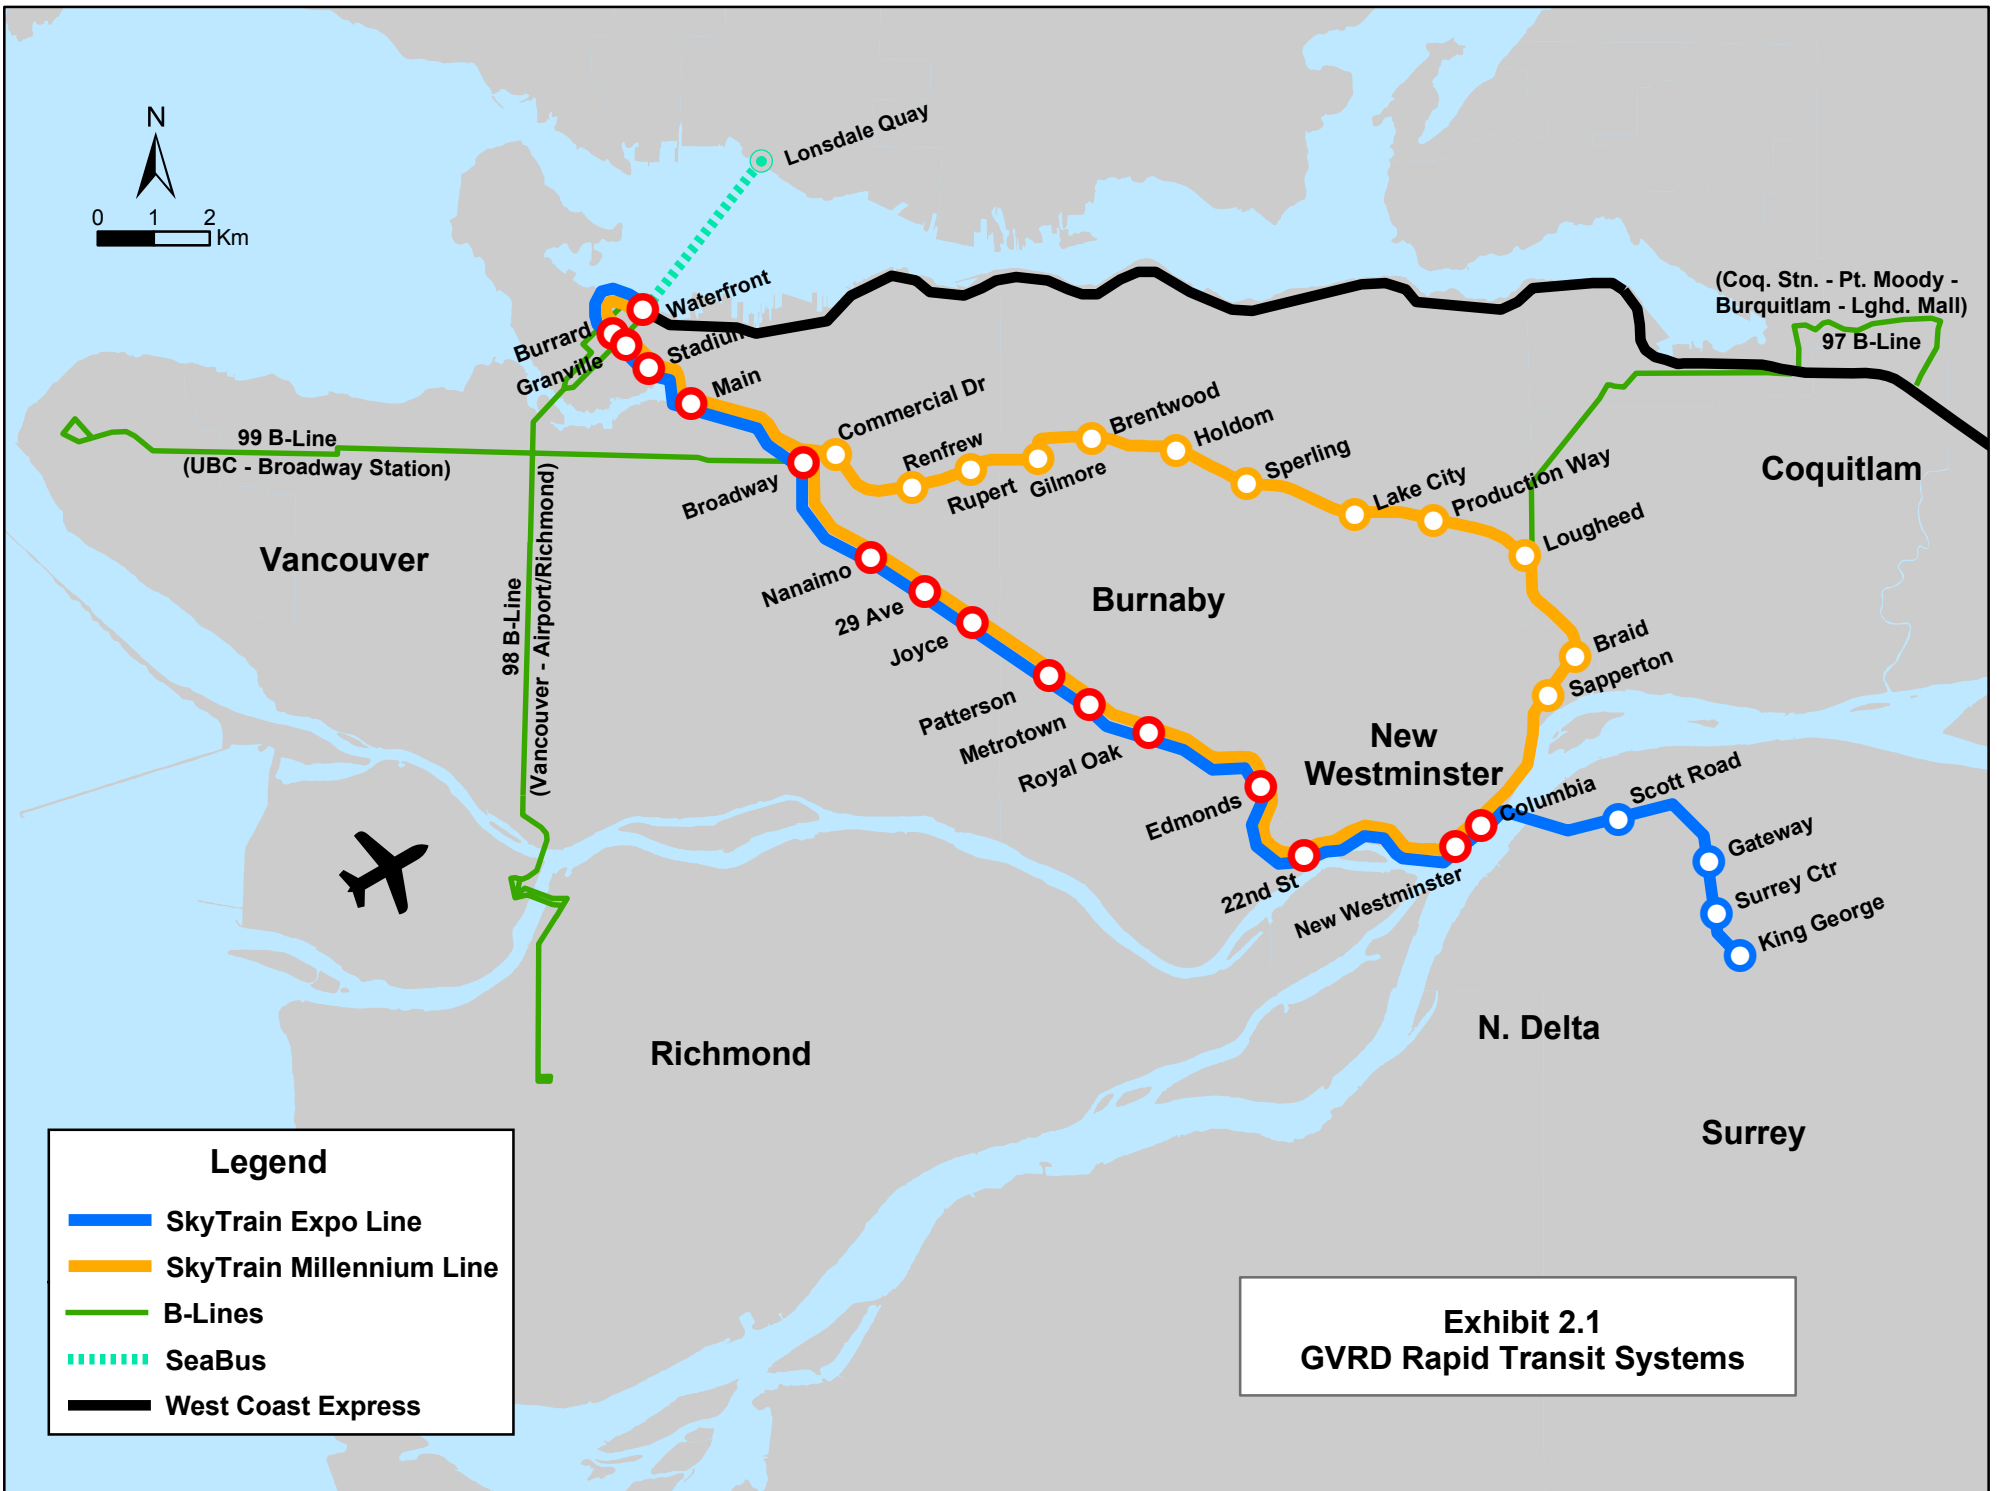 N
0 1 2
Km
Lonsdale Quay
Waterfront
Burrard
Granville
Stadium
Main
(Coq. Stn. - Pt. Moody -
Burquitlam - Lghd. Mall)
97 B-Line
99 B-Line
(UBC - Broadway Station)
Commercial Dr
Broadway
Renfrew
Rupert
Gilmore
Brentwood
Holdom
Sperling
Lake City
Production Way
Lougheed
Coquitlam
Vancouver
98 B-Line
(Vancouver - Airport/Richmond)
Nanaimo
29 Ave
Joyce
Burnaby
Braid
Sapperton
Patterson
Metrotown
Royal Oak
Edmonds
New
Westminster
22nd St
New Westminster
Columbia
Scott Road
Gateway
Surrey Ctr
King George
Richmond
N. Delta
Surrey
Legend
SkyTrain Expo Line
SkyTrain Millennium Line
B-Lines
SeaBus
West Coast Express
Exhibit 2.1
GVRD Rapid Transit Systems